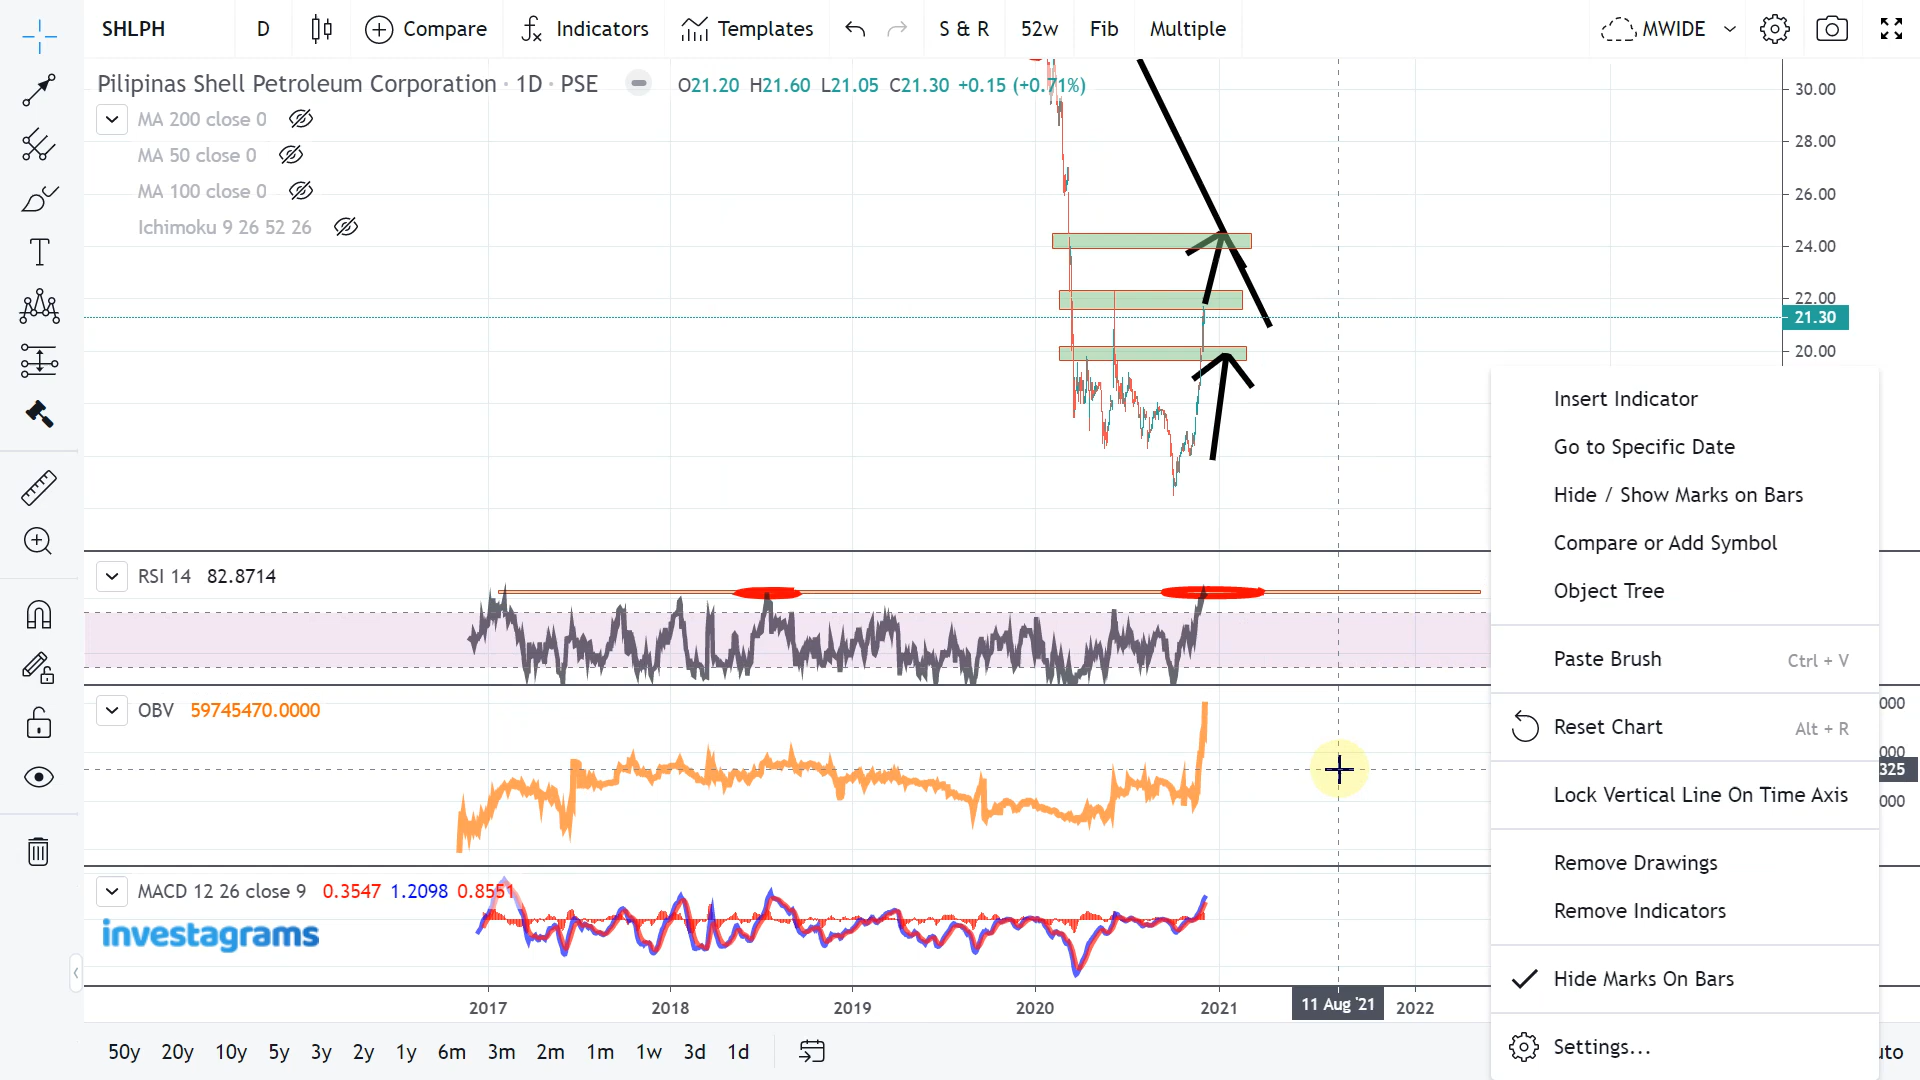 SHLPH D Compare Indicators Templates S & R 52w Fib Multiple MWIDE
Pilipinas Shell Petroleum Corporation · 1D · PSE O21.20 H21.60 L21.05 C21.30 +0.15 (+0.71%)
MA 200 close 0
MA 50 close 0
MA 100 close 0
Ichimoku 9 26 52 26
30.00
28.00
26.00
24.00
22.00
21.30
20.00
Insert Indicator
Go to Specific Date
Hide / Show Marks on Bars
Compare or Add Symbol
Object Tree
Paste Brush Ctrl + V
Reset Chart Alt + R
Lock Vertical Line On Time Axis
Remove Drawings
Remove Indicators
Hide Marks On Bars
Settings...
RSI 14 82.8714
OBV 59745470.0000
000
000
325
000
MACD 12 26 close 9 0.3547 1.2098 0.8551
investagrams
2017 2018 2019 2020 2021 11 Aug '21 2022
50y 20y 10y 5y 3y 2y 1y 6m 3m 2m 1m 1w 3d 1d uto